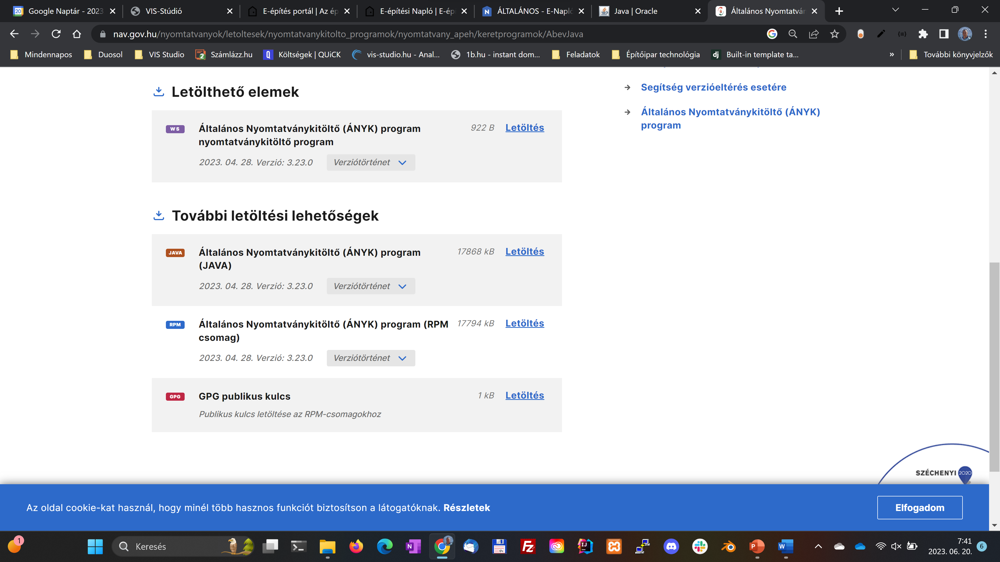 Google Naptár - 2023
VIS-Stúdió
E-építés portál | Az ép
E-építési Napló | E-épí
ÁLTALÁNOS - E-Napló
Java | Oracle
Általános Nyomtatván
nav.gov.hu/nyomtatvanyok/letoltesek/nyomtatvanykitolto_programok/nyomtatvany_apeh/keretprogramok/AbevJava
Mindennapos
Duosol
VIS Studio
Számlázz.hu
Költségek | QUiCK
vis-studio.hu - Anal...
1b.hu - instant dom...
Feladatok
Építőipar technológia
dj
Built-in template ta...
»
További könyvjelzők
Letölthető elemek
WS
Általános Nyomtatványkitöltő (ÁNYK) program
nyomtatványkitöltő program
922 B
Letöltés
2023. 04. 28. Verzió: 3.23.0
Verziótörténet
További letöltési lehetőségek
JAVA
Általános Nyomtatványkitöltő (ÁNYK) program
(JAVA)
17868 kB
Letöltés
2023. 04. 28. Verzió: 3.23.0
Verziótörténet
RPM
Általános Nyomtatványkitöltő (ÁNYK) program (RPM
csomag)
17794 kB
Letöltés
2023. 04. 28. Verzió: 3.23.0
Verziótörténet
GPG
GPG publikus kulcs
1 kB
Letöltés
Publikus kulcs letöltése az RPM-csomagokhoz
Segítség verzióeltérés esetére
Általános Nyomtatványkitöltő (ÁNYK)
program
SZÉCHENYI 2020
Az oldal cookie-kat használ, hogy minél több hasznos funkciót biztosítson a látogatóknak. Részletek
Elfogadom
1
Keresés
7:41
2023. 06. 20.
6